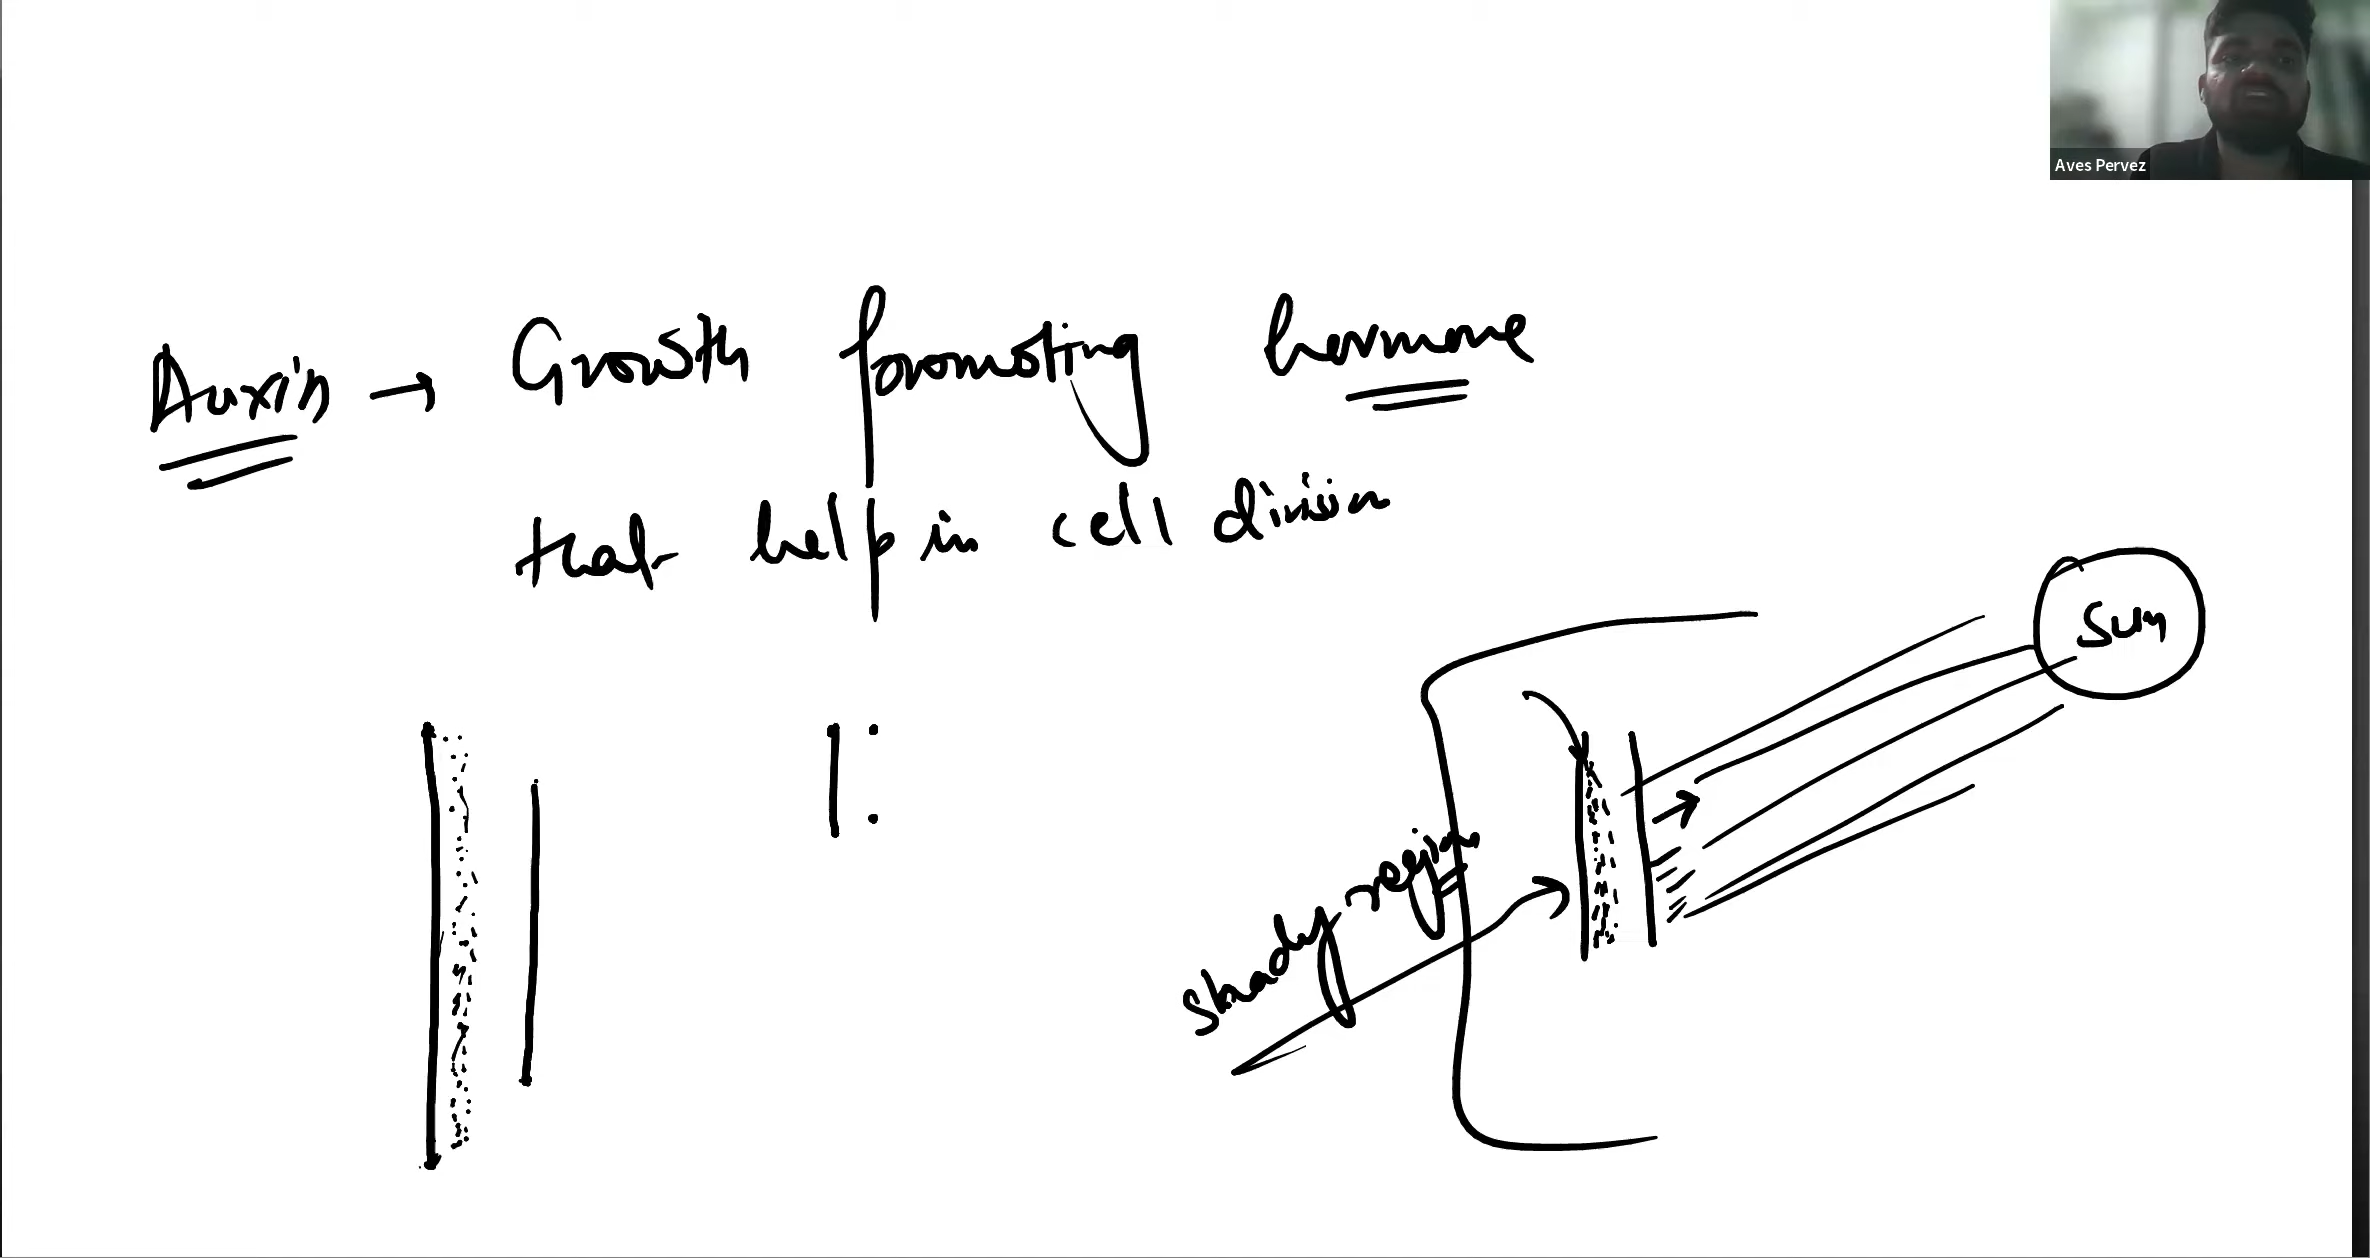 Aves Pervez
Auxin → Growth promoting hormone
that help in cell division
Sun
Shady region